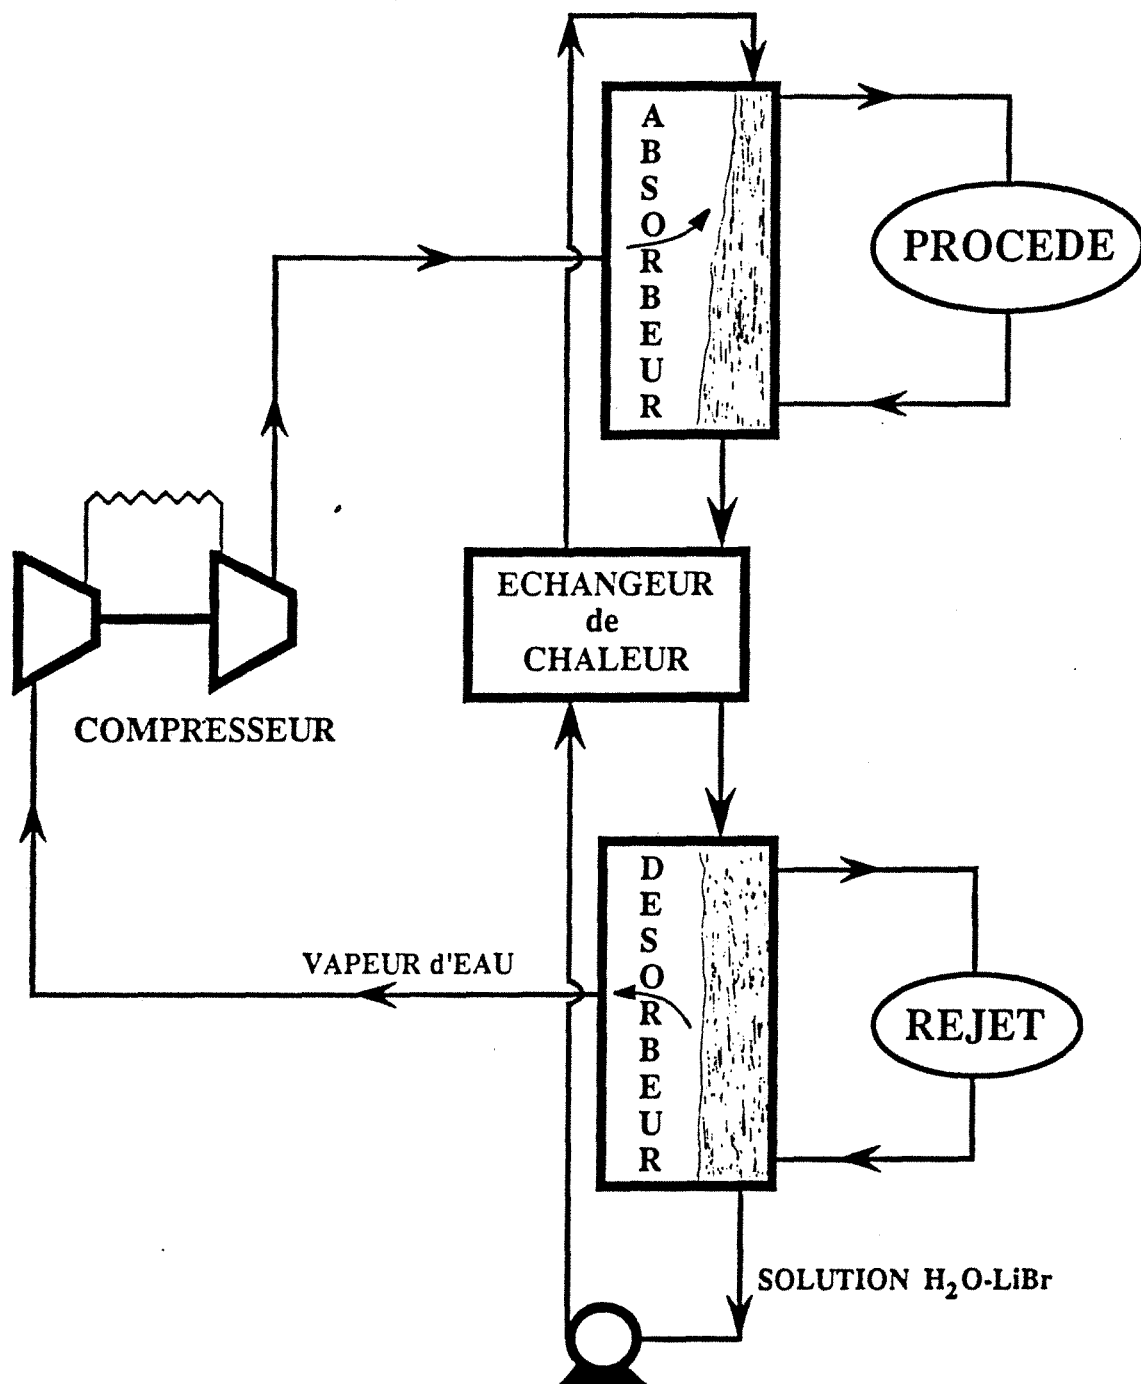 ABSORBEUR
PROCEDE
ECHANGEUR
de
CHALEUR
COMPRESSEUR
DESORBEUR
VAPEUR d'EAU
REJET
SOLUTION H₂O-LiBr